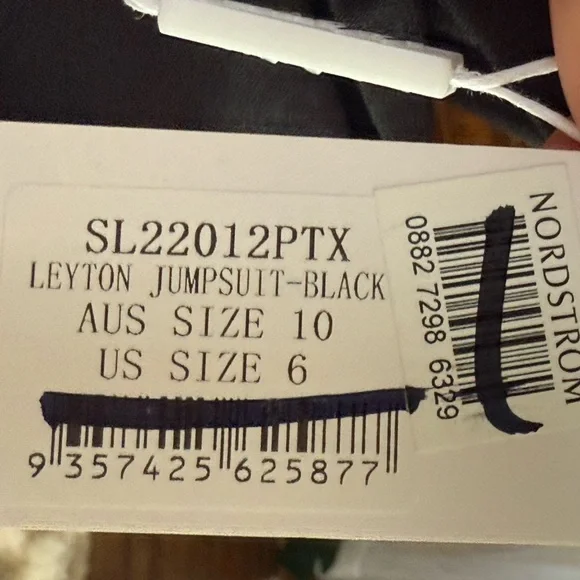 SL22012PTX
LEYTON JUMPSUIT-BLACK
AUS SIZE 10
US SIZE 6
9 357425 625877
NORDSTROM
0882 7298 6329